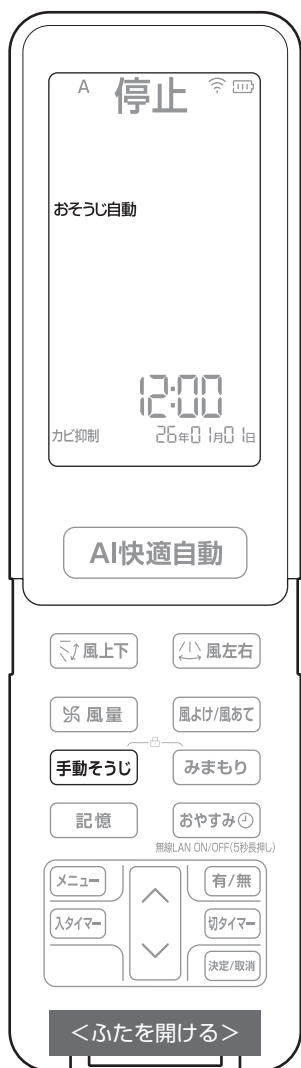 A 停止
おそうじ自動
12:00
カビ抑制 26年01月01日
AI快適自動
風上下 風左右
風量 風よけ/風あて
手動そうじ みまもり
記憶 おやすみ
無線LAN ON/OFF(5秒長押し)
メニュー 有/無
入タイマー 切タイマー
決定/取消
＜ふたを開ける＞